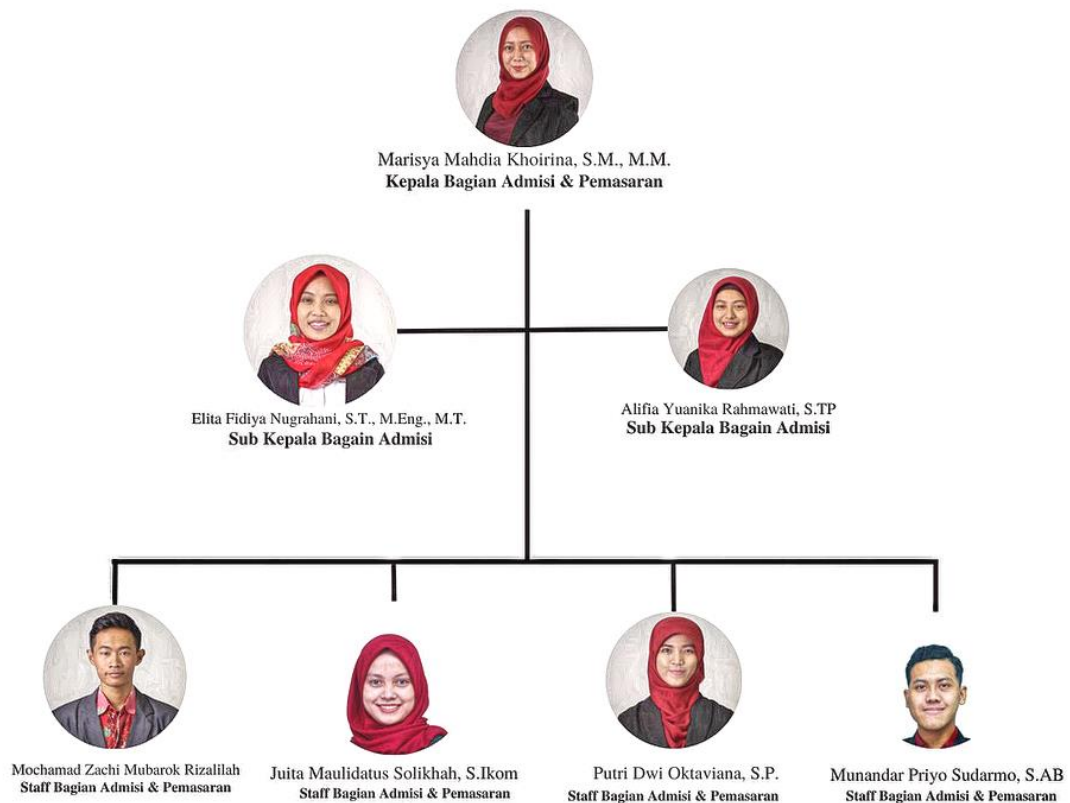 Marisya Mahdia Khoirina, S.M., M.M.
Kepala Bagian Admisi & Pemasaran
Elita Fidiya Nugrahani, S.T., M.Eng., M.T.
Sub Kepala Bagain Admisi
Alifia Yuanika Rahmawati, S.TP
Sub Kepala Bagain Admisi
Mochamad Zachi Mubarok Rizalilah
Staff Bagian Admisi & Pemasaran
Juita Maulidatus Solikhah, S.Ikom
Staff Bagian Admisi & Pemasaran
Putri Dwi Oktaviana, S.P.
Staff Bagian Admisi & Pemasaran
Munandar Priyo Sudarmo, S.AB
Staff Bagian Admisi & Pemasaran